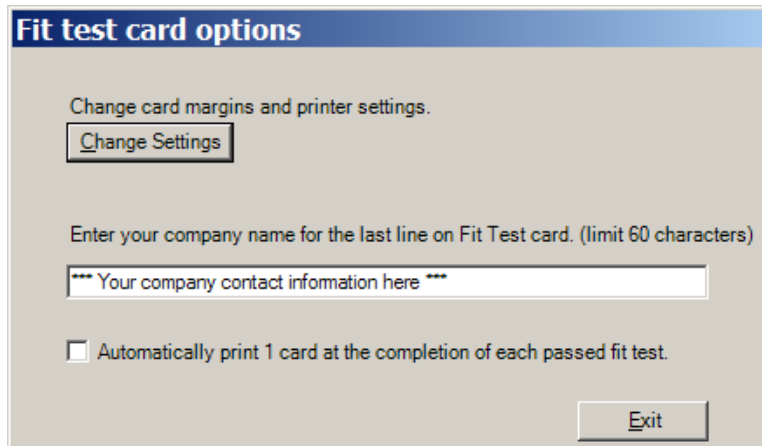 Fit test card options
Change card margins and printer settings.
Change Settings
Enter your company name for the last line on Fit Test card. (limit 60 characters)
*** Your company contact information here ***
Automatically print 1 card at the completion of each passed fit test.
Exit